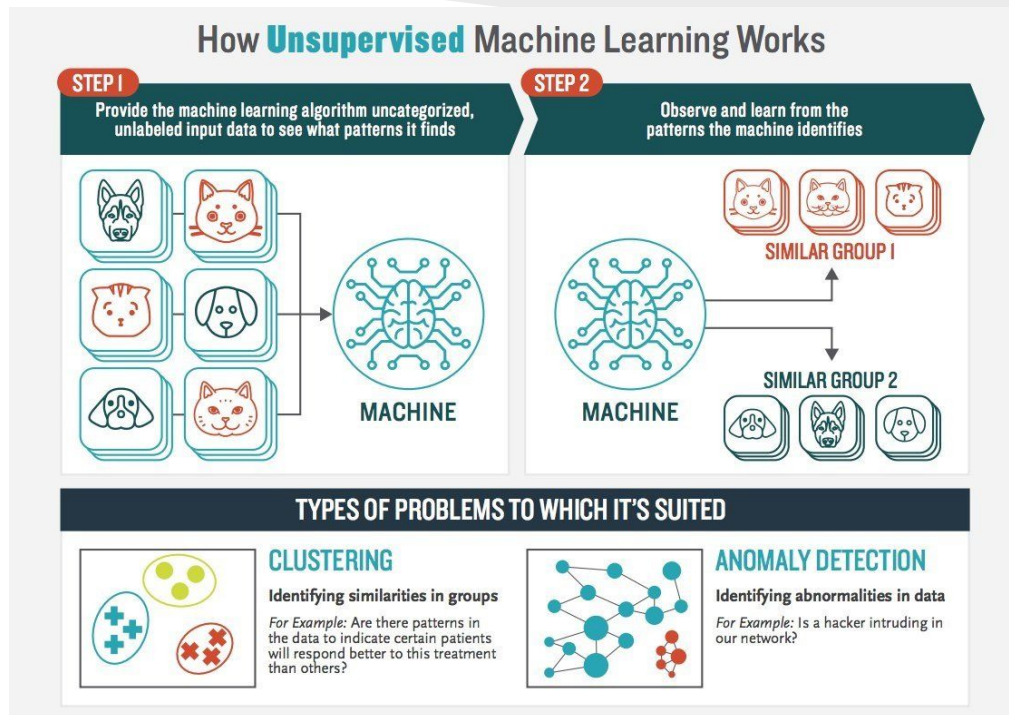 How Unsupervised Machine Learning Works
STEP 1
Provide the machine learning algorithm uncategorized,
unlabeled input data to see what patterns it finds
STEP 2
Observe and learn from the
patterns the machine identifies
MACHINE
MACHINE
SIMILAR GROUP 1
SIMILAR GROUP 2
TYPES OF PROBLEMS TO WHICH IT'S SUITED
CLUSTERING
Identifying similarities in groups
For Example: Are there patterns in
the data to indicate certain patients
will respond better to this treatment
than others?
ANOMALY DETECTION
Identifying abnormalities in data
For Example: Is a hacker intruding in
our network?